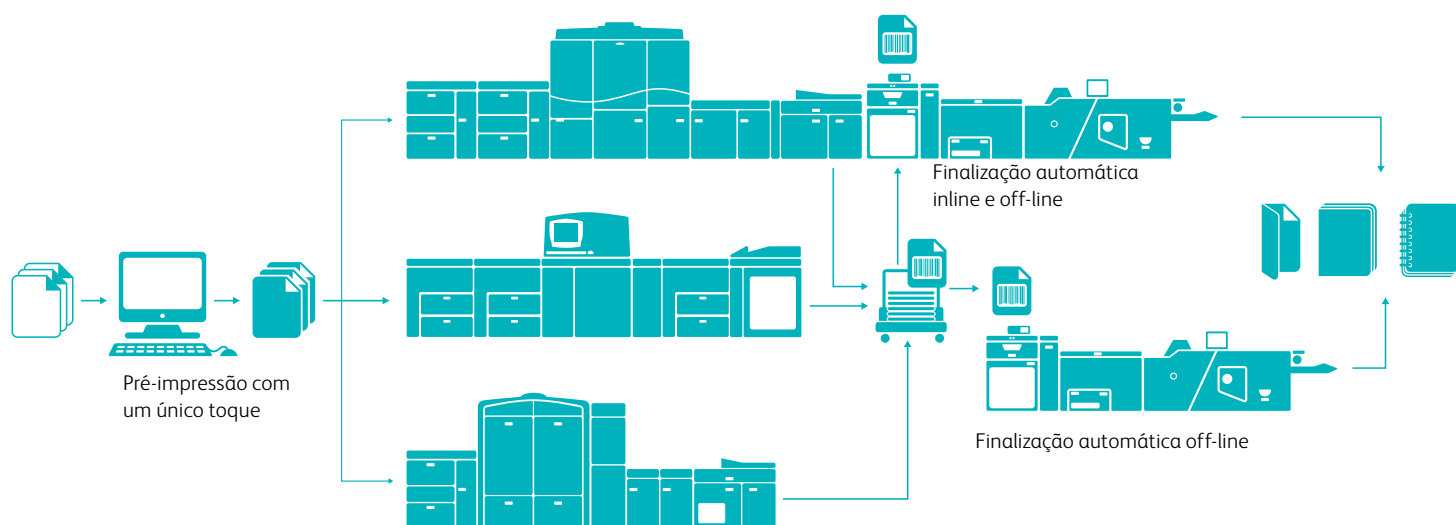 Finalização automática
inline e off-line
Pré-impressão com
um único toque
Finalização automática off-line